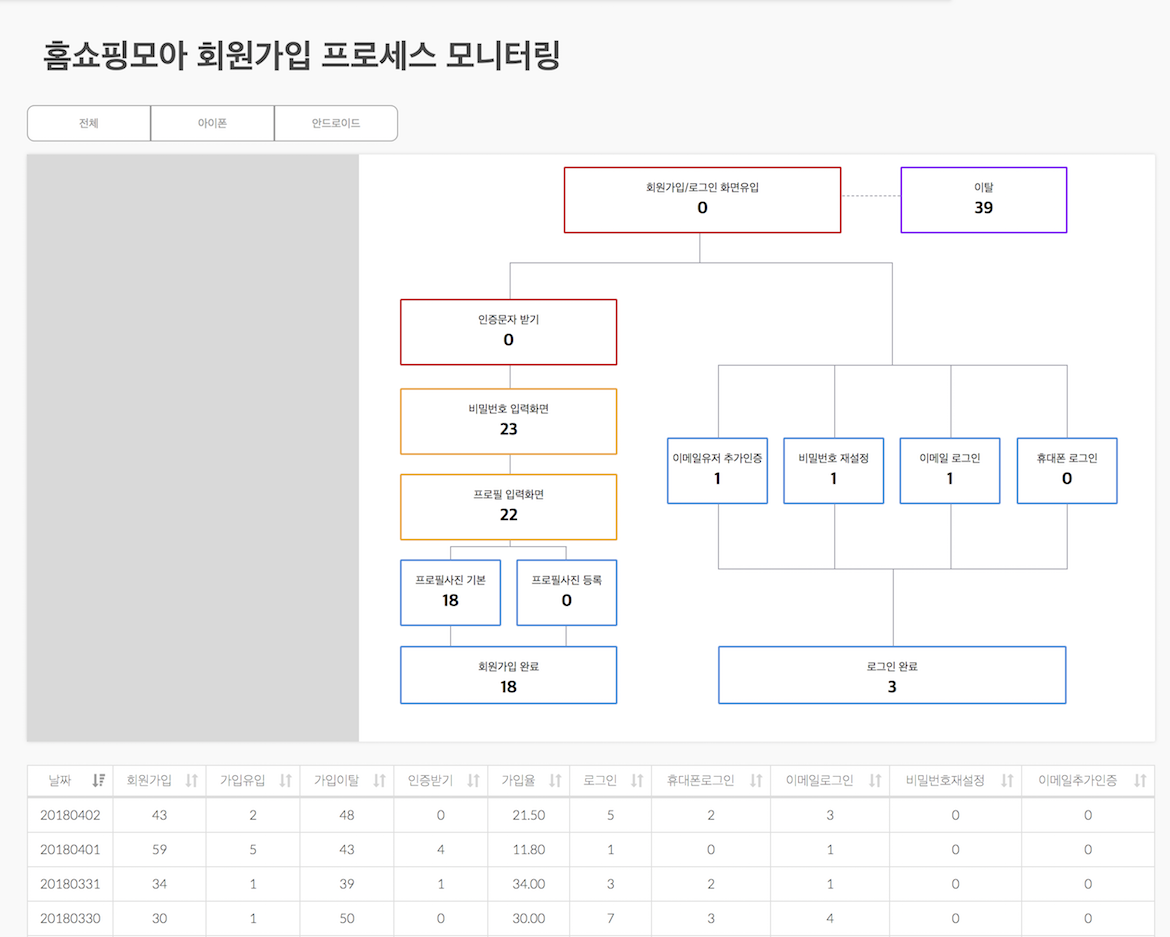 홈쇼핑모아 회원가입 프로세스 모니터링
전체 아이폰 안드로이드
회원가입/로그인 화면유입
0
이탈
39
인증문자 받기
0
비밀번호 입력화면
23
프로필 입력화면
22
이메일유저 추가인증
1
비밀번호 재설정
1
이메일 로그인
1
휴대폰 로그인
0
프로필사진 기본
18
프로필사진 등록
0
회원가입 완료
18
로그인 완료
3
날짜 회원가입 가입유입 가입이탈 인증받기 가입율 로그인 휴대폰로그인 이메일로그인 비밀번호재설정 이메일추가인증
20180402 43 2 48 0 21.50 5 2 3 0 0
20180401 59 5 43 4 11.80 1 0 1 0 0
20180331 34 1 39 1 34.00 3 2 1 0 0
20180330 30 1 50 0 30.00 7 3 4 0 0